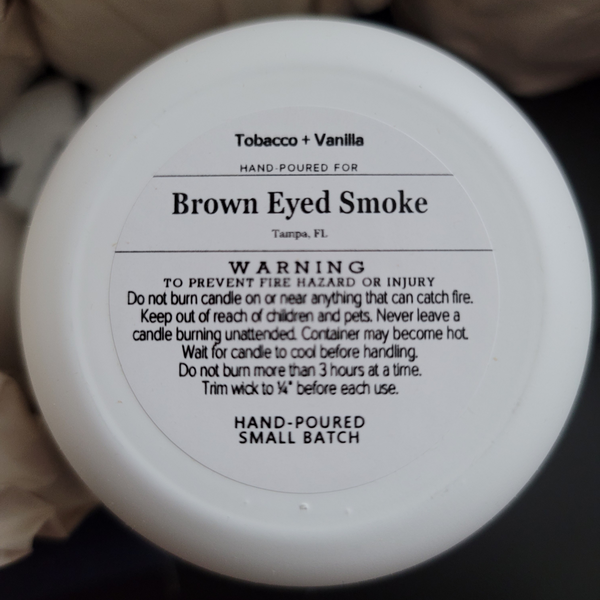 Tobacco + Vanilla
HAND-POURED FOR
Brown Eyed Smoke
Tampa, FL
WARNING
TO PREVENT FIRE HAZARD OR INJURY
Do not burn candle on or near anything that can catch fire.
Keep out of reach of children and pets. Never leave a
candle burning unattended. Container may become hot.
Wait for candle to cool before handling.
Do not burn more than 3 hours at a time.
Trim wick to ¼" before each use.
HAND-POURED
SMALL BATCH